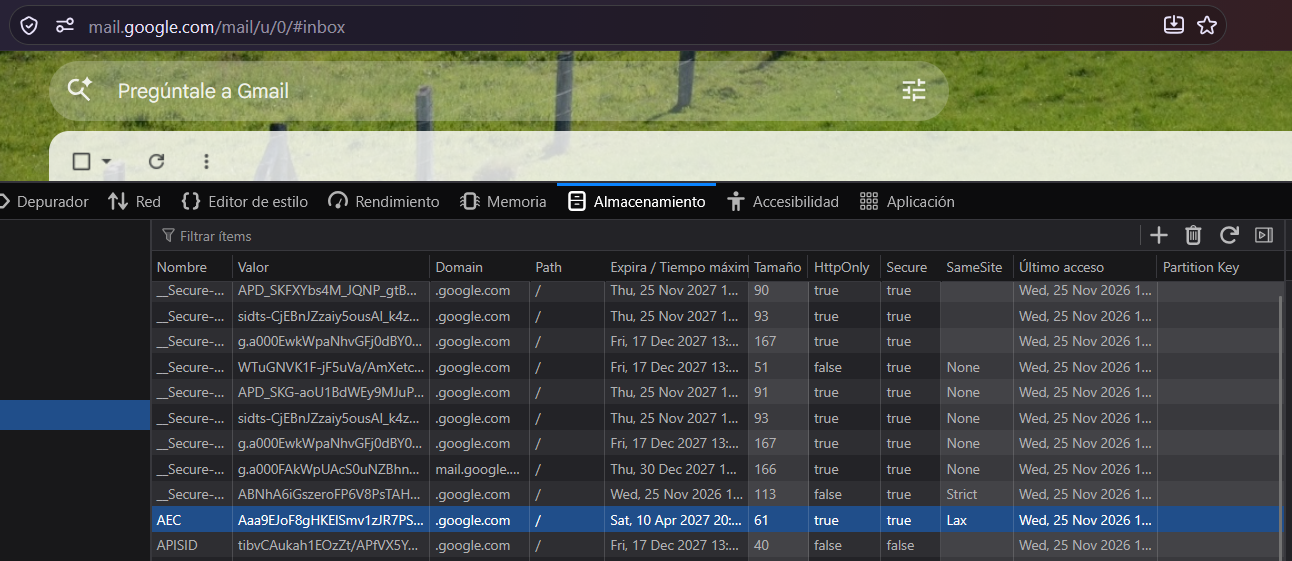 mail.google.com/mail/u/0/#inbox
Pregúntale a Gmail
Depurador Red Editor de estilo Rendimiento Memoria Almacenamiento Accesibilidad Aplicación
Filtrar ítems
Nombre Valor Domain Path Expira / Tiempo máxim Tamaño HttpOnly Secure SameSite Último acceso Partition Key
__Secure-... APD_SKFXYbs4M_JQNP_gtB... .google.com / Thu, 25 Nov 2027 1... 90 true true Wed, 25 Nov 2026 1...
__Secure-... sidts-CjEBnJZzaiy5ousAI_k4z... .google.com / Thu, 25 Nov 2027 1... 93 true true Wed, 25 Nov 2026 1...
__Secure-... g.a000EwkWpaNhvGFj0dBY0... .google.com / Fri, 17 Dec 2027 13:... 167 true true Wed, 25 Nov 2026 1...
__Secure-... WTuGNVK1F-jF5uVa/AmXetc... .google.com / Fri, 17 Dec 2027 13:... 51 false true None Wed, 25 Nov 2026 1...
__Secure-... APD_SKG-aoU1BdWEy9MJuP... .google.com / Thu, 25 Nov 2027 1... 91 true true None Wed, 25 Nov 2026 1...
__Secure-... sidts-CjEBnJZzaiy5ousAI_k4z... .google.com / Thu, 25 Nov 2027 1... 93 true true None Wed, 25 Nov 2026 1...
__Secure-... g.a000EwkWpaNhvGFj0dBY0... .google.com / Fri, 17 Dec 2027 13:... 167 true true None Wed, 25 Nov 2026 1...
__Secure-... g.a000FAkWpUAcS0uNZBhn... mail.google.... / Thu, 30 Dec 2027 1... 166 true true None Wed, 25 Nov 2026 1...
__Secure-... ABNhA6iGszeroFP6V8PsTAH... .google.com / Wed, 25 Nov 2026 1... 113 false true Strict Wed, 25 Nov 2026 1...
AEC Aaa9EJoF8gHKEISmv1zJR7PS... .google.com / Sat, 10 Apr 2027 20:... 61 true true Lax Wed, 25 Nov 2026 1...
APISID tibvCAukah1EOzZt/APfVX5Y... .google.com / Fri, 17 Dec 2027 13:... 40 false false Wed, 25 Nov 2026 1...